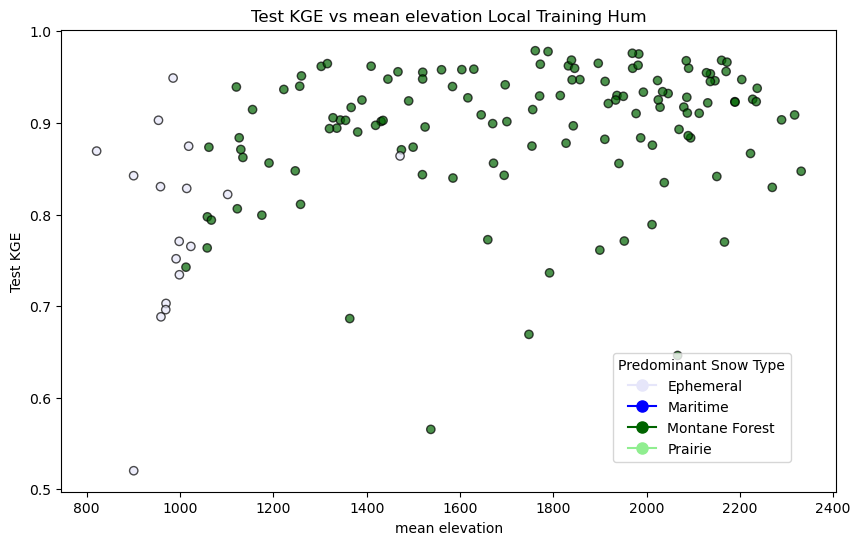 Test KGE vs mean elevation Local Training Hum
Test KGE
1.0
0.9
0.8
0.7
0.6
0.5
800 1000 1200 1400 1600 1800 2000 2200 2400
mean elevation
Predominant Snow Type
Ephemeral
Maritime
Montane Forest
Prairie